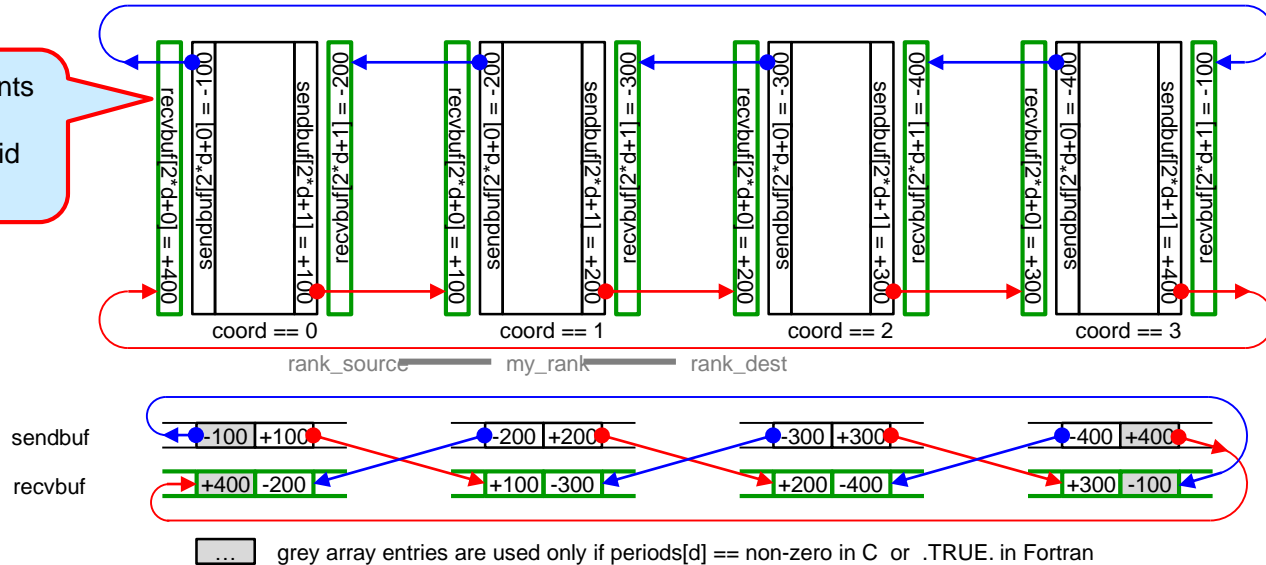 nts
id
recvbuf[2*d+0] = +400
sendbuf[2*d+0] = -100
sendbuf[2*d+1] = +100
recvbuf[2*d+1] = -200
recvbuf[2*d+0] = +100
sendbuf[2*d+0] = -200
sendbuf[2*d+1] = +200
recvbuf[2*d+1] = -300
recvbuf[2*d+0] = +200
sendbuf[2*d+0] = -300
sendbuf[2*d+1] = +300
recvbuf[2*d+1] = -400
recvbuf[2*d+0] = +300
sendbuf[2*d+0] = -400
sendbuf[2*d+1] = +400
recvbuf[2*d+1] = -100
coord == 0
coord == 1
coord == 2
coord == 3
rank_source
my_rank
rank_dest
sendbuf
-100 +100
-200 +200
-300 +300
-400 +400
recvbuf
+400 -200
+100 -300
+200 -400
+300 -100
... grey array entries are used only if periods[d] == non-zero in C or .TRUE. in Fortran